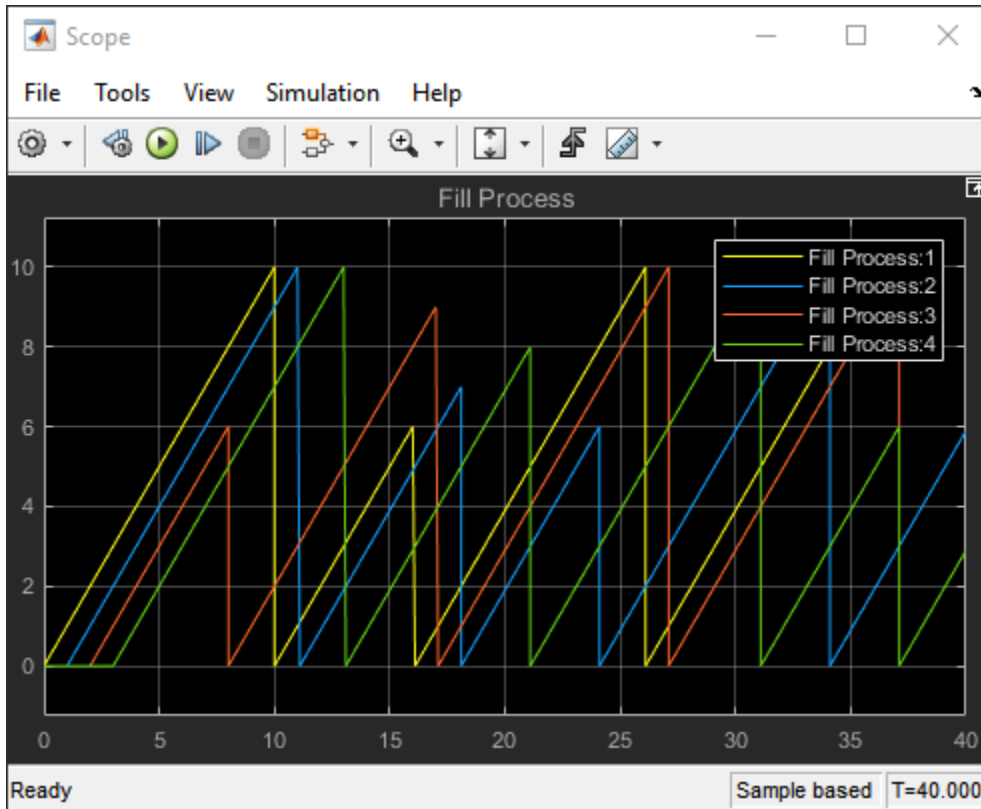 Scope
File Tools View Simulation Help
Fill Process
10
8
6
4
2
0
Fill Process:1
Fill Process:2
Fill Process:3
Fill Process:4
0 5 10 15 20 25 30 35 40
Ready
Sample based T=40.000